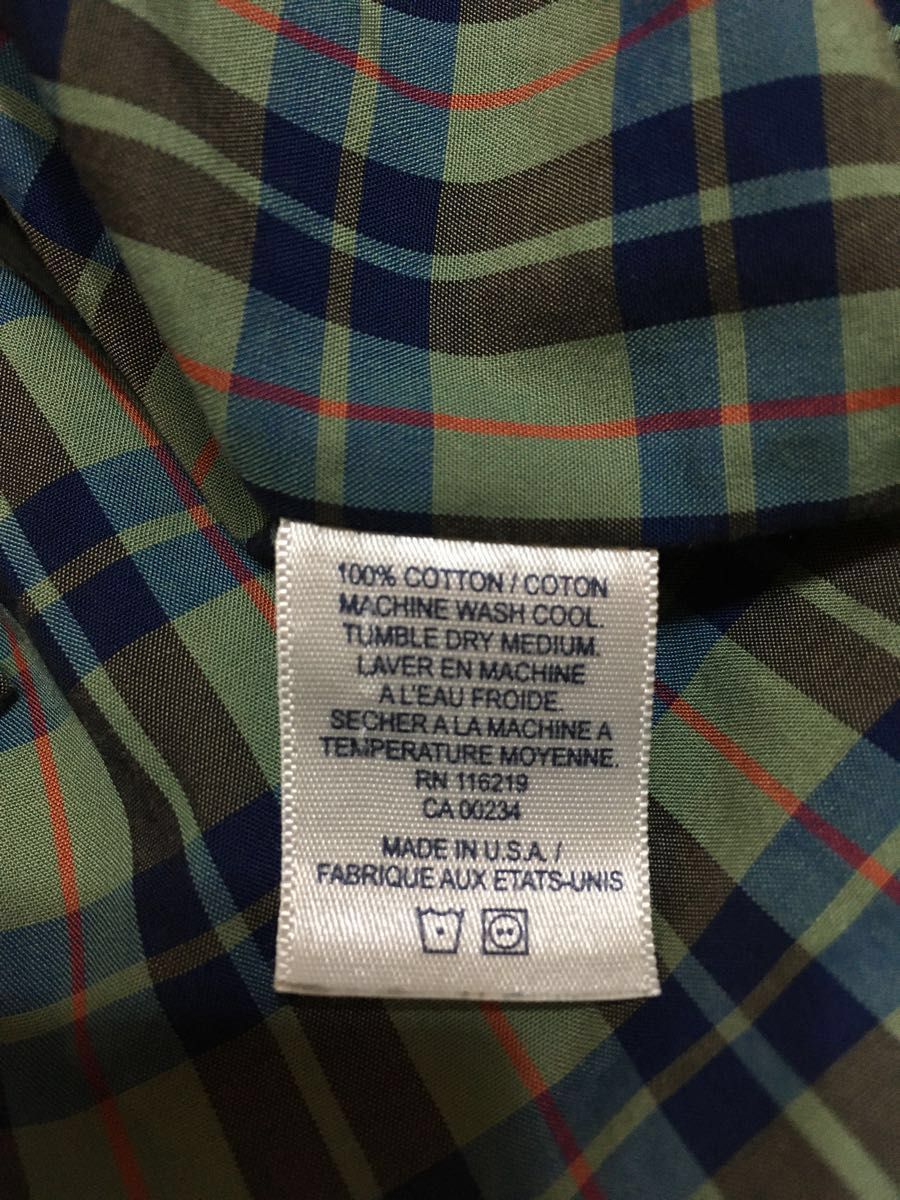 100% COTTON / COTON
MACHINE WASH COOL.
TUMBLE DRY MEDIUM.
LAVER EN MACHINE
A L'EAU FROIDE.
SECHER A LA MACHINE A
TEMPERATURE MOYENNE.
RN 116219
CA 00234
MADE IN U.S.A. /
FABRIQUE AUX ETATS-UNIS